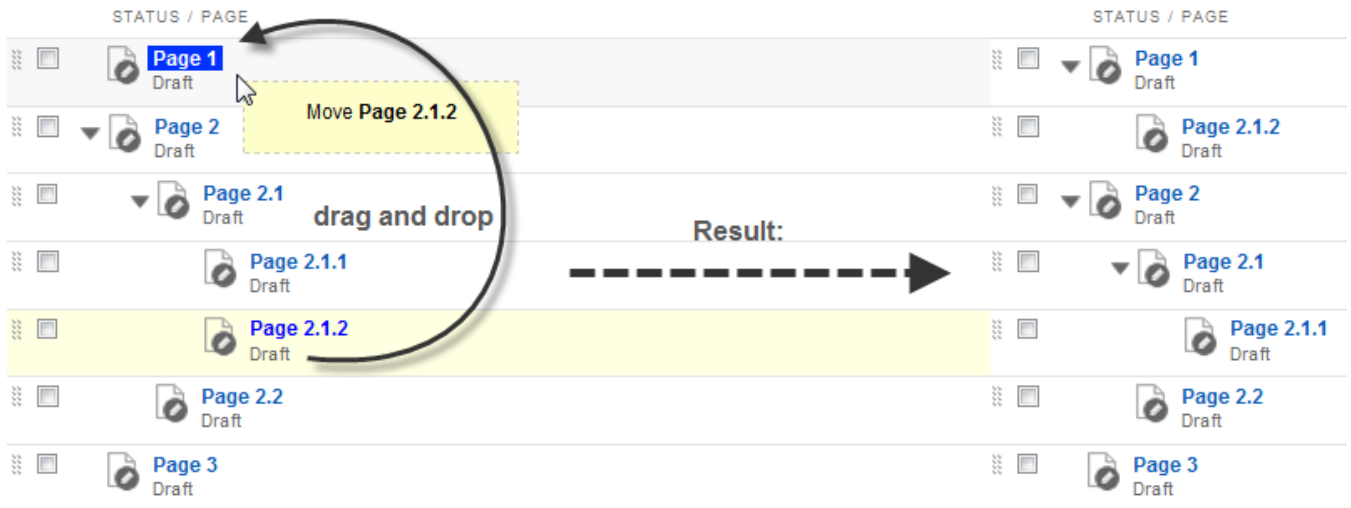 STATUS / PAGE
Page 1
Draft
Move Page 2.1.2
Page 2
Draft
Page 2.1
Draft
drag and drop
Page 2.1.1
Draft
Page 2.1.2
Draft
Page 2.2
Draft
Page 3
Draft
Result:
STATUS / PAGE
Page 1
Draft
Page 2.1.2
Draft
Page 2
Draft
Page 2.1
Draft
Page 2.1.1
Draft
Page 2.2
Draft
Page 3
Draft